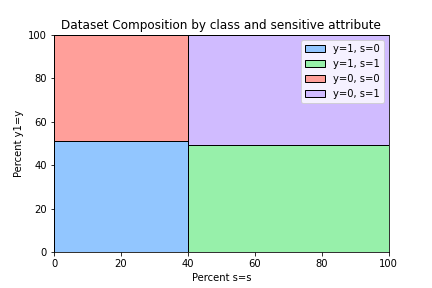 Dataset Composition by class and sensitive attribute
y=1, s=0
y=1, s=1
y=0, s=0
y=0, s=1
Percent y1=y
100
80
60
40
20
0
0 20 40 60 80 100
Percent s=s